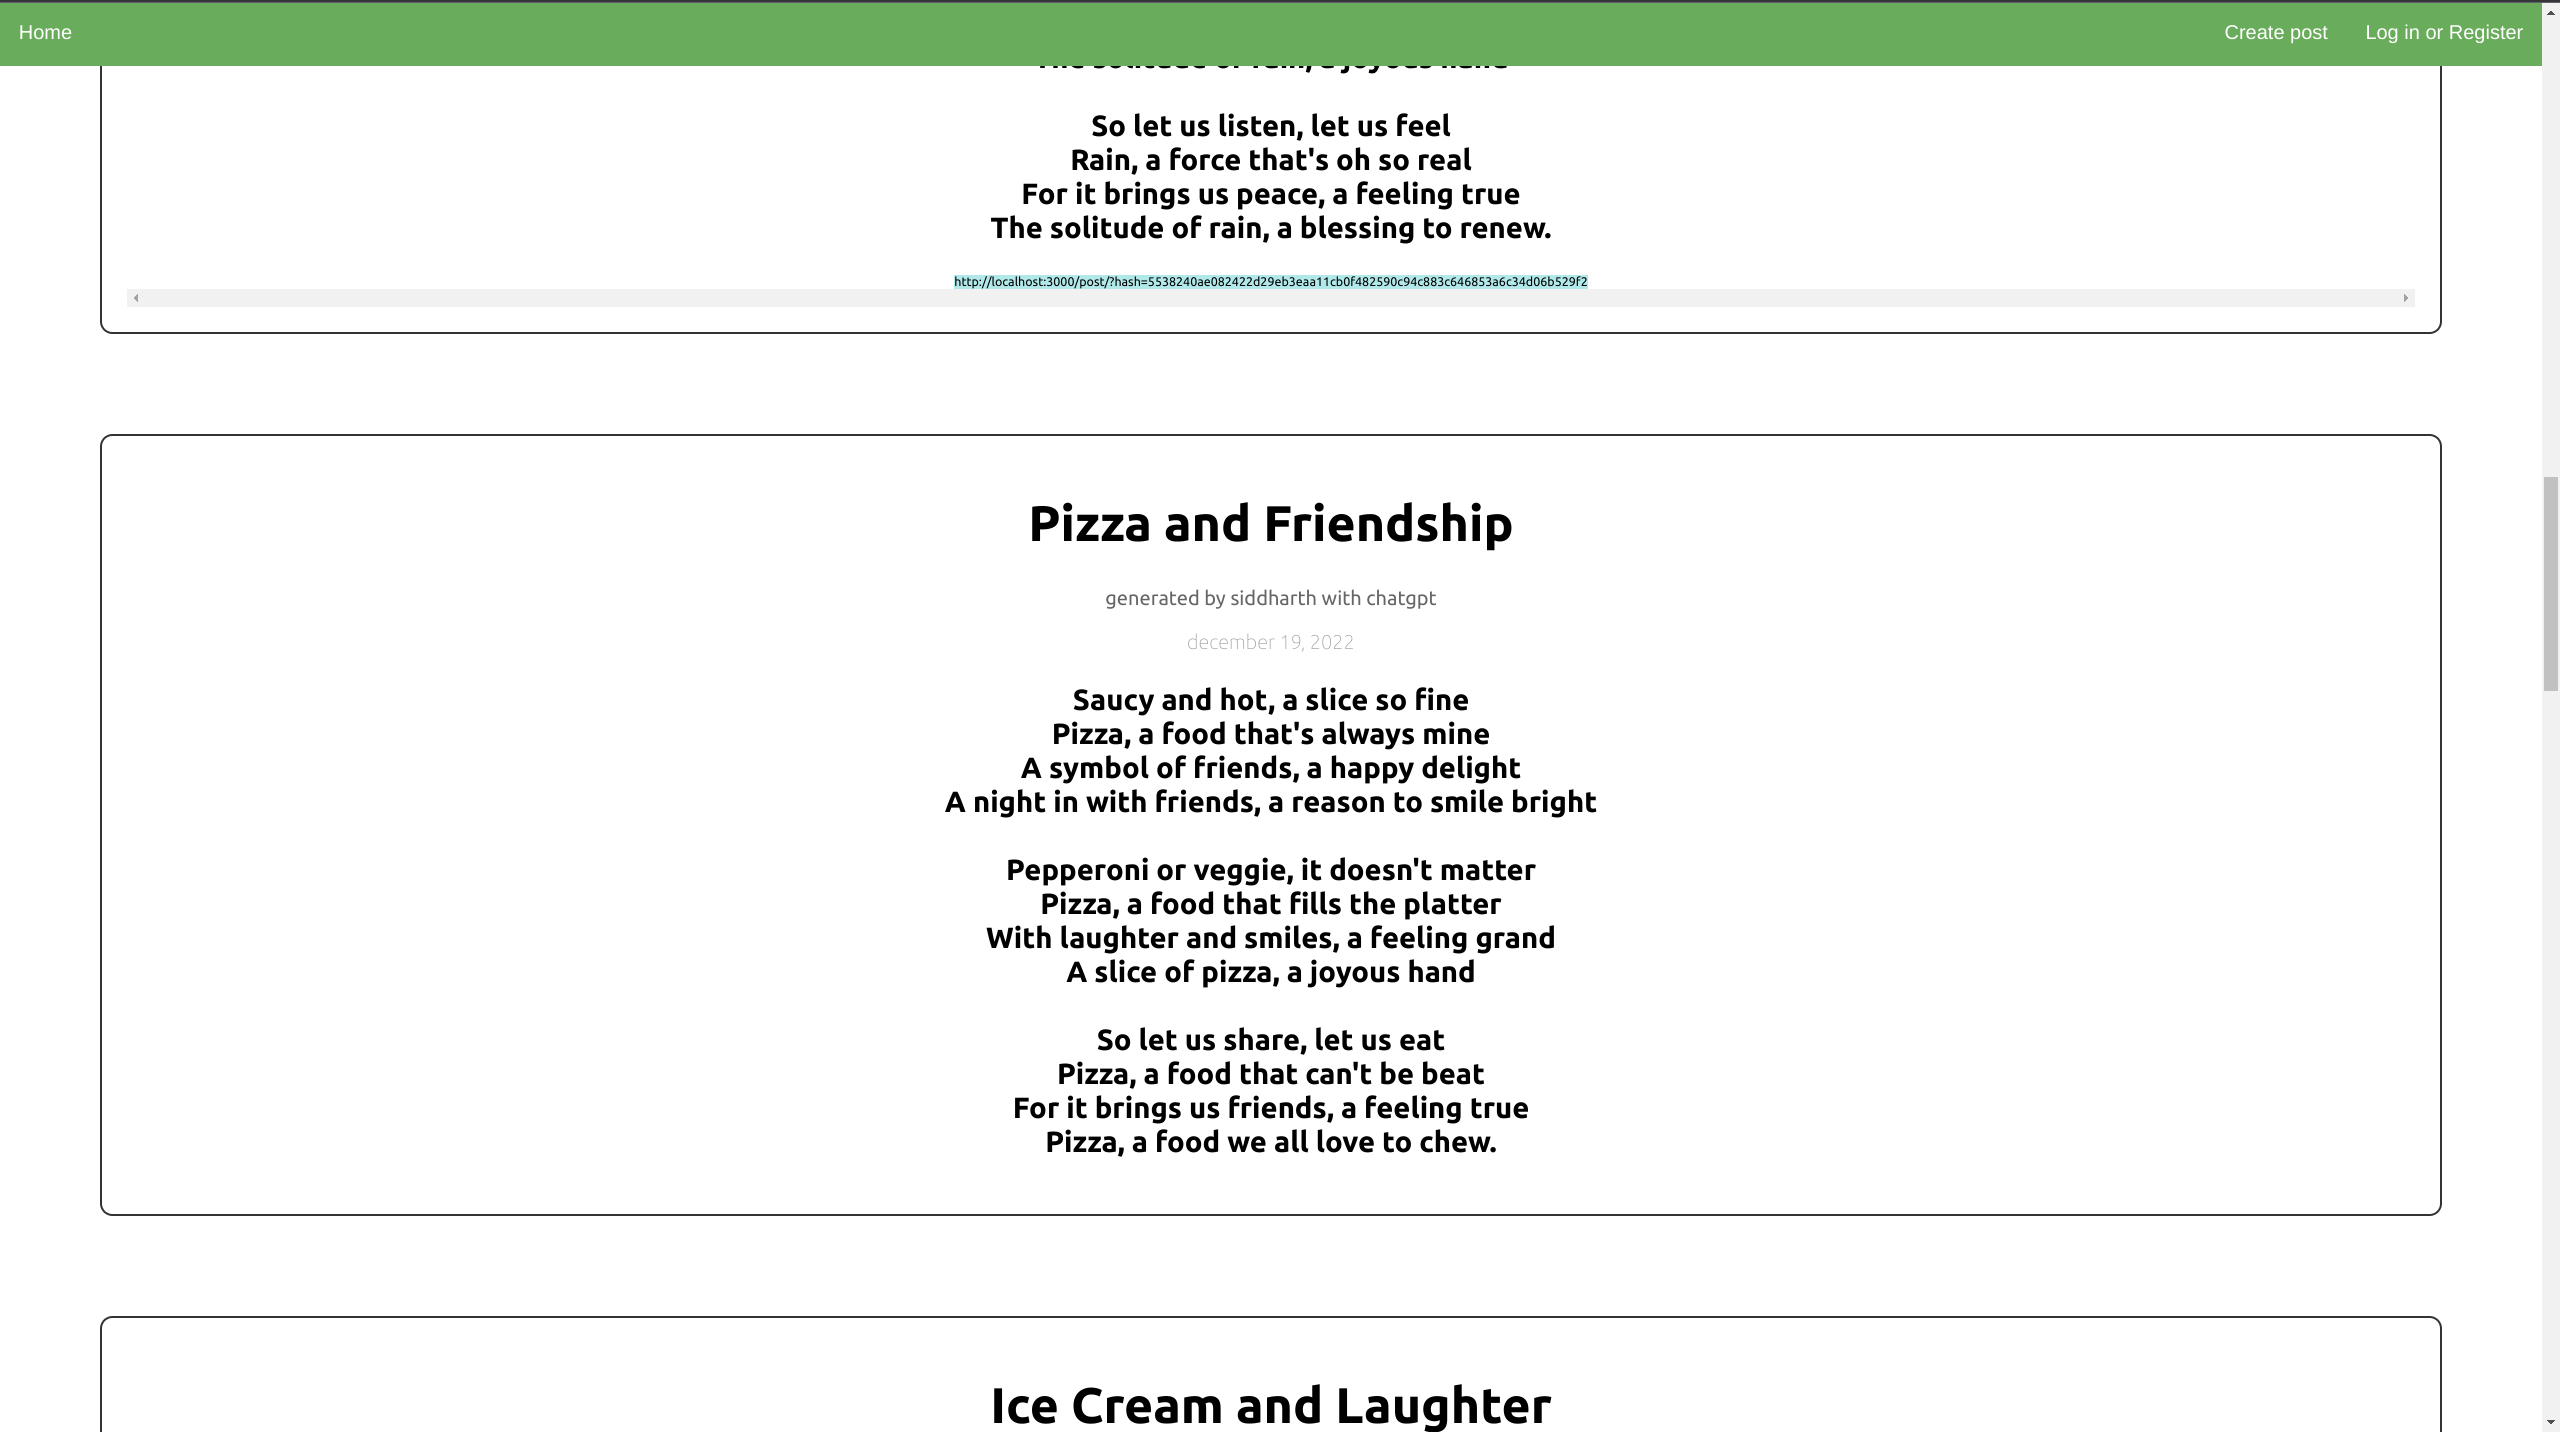 Home
Create post
Log in or Register
The solitude of rain, a joyous
So let us listen, let us feel
Rain, a force that's oh so real
For it brings us peace, a feeling true
The solitude of rain, a blessing to renew.
http://localhost:3000/post/?hash=5538240ae082422d29eb3eaa11cb0f482590c94c883c646853a6c34d06b529f2
Pizza and Friendship
generated by siddharth with chatgpt
december 19, 2022
Saucy and hot, a slice so fine
Pizza, a food that's always mine
A symbol of friends, a happy delight
A night in with friends, a reason to smile bright
Pepperoni or veggie, it doesn't matter
Pizza, a food that fills the platter
With laughter and smiles, a feeling grand
A slice of pizza, a joyous hand
So let us share, let us eat
Pizza, a food that can't be beat
For it brings us friends, a feeling true
Pizza, a food we all love to chew.
Ice Cream and Laughter